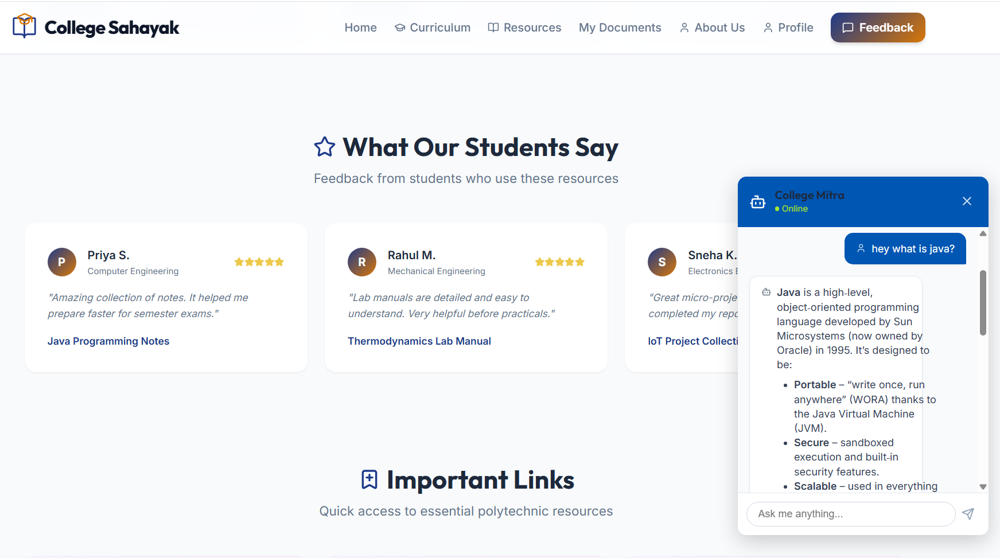 College Sahayak
Home
Curriculum
Resources
My Documents
About Us
Profile
Feedback
What Our Students Say
Feedback from students who use these resources
P
Priya S.
Computer Engineering
"Amazing collection of notes. It helped me
prepare faster for semester exams."
Java Programming Notes
R
Rahul M.
Mechanical Engineering
"Lab manuals are detailed and easy to
understand. Very helpful before practicals."
Thermodynamics Lab Manual
S
Sneha K.
Electronics
"Great micro-proje
completed my repo
IoT Project Collecti
Important Links
Quick access to essential polytechnic resources
College Mitra
Online
hey what is java?
Java is a high-level,
object-oriented programming
language developed by Sun
Microsystems (now owned by
Oracle) in 1995. It’s designed to
be:
• Portable – “write once, run
anywhere” (WORA) thanks to
the Java Virtual Machine
(JVM).
• Secure – sandboxed
execution and built-in
security features.
• Scalable – used in everything
Ask me anything...